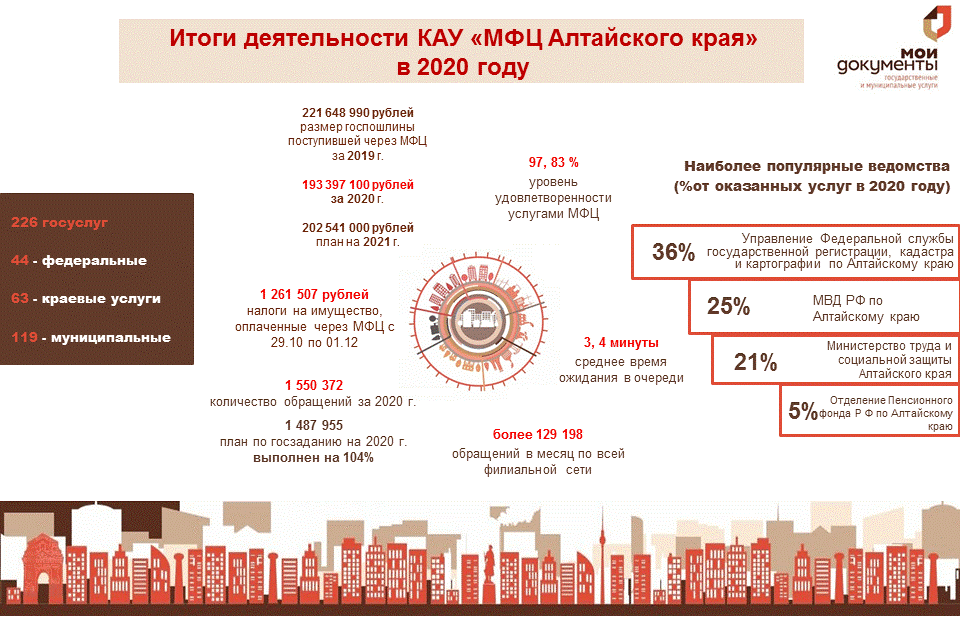 Итоги деятельности КАУ «МФЦ Алтайского края»
в 2020 году
МОИ
документы
государственные
и муниципальные услуги
226 госуслуг
44 - федеральные
63 - краевые услуги
119 - муниципальные
221 648 990 рублей
размер госпошлины
поступившей через МФЦ
за 2019 г.
193 397 100 рублей
за 2020 г.
202 541 000 рублей
план на 2021 г.
1 261 507 рублей
налоги на имущество,
оплаченные через МФЦ с
29.10 по 01.12
1 550 372
количество обращений за 2020 г.
1 487 955
план по госзаданию на 2020 г.
выполнен на 104%
97, 83 %
уровень
удовлетворенности
услугами МФЦ
3, 4 минуты
среднее время
ожидания в очереди
более 129 198
обращений в месяц по всей
филиальной сети
Наиболее популярные ведомства
(%от оказанных услуг в 2020 году)
36%
Управление Федеральной службы
государственной регистрации, кадастра
и картографии по Алтайскому краю
25%
МВД РФ по
Алтайскому краю
21%
Министерство труда и
социальной защиты
Алтайского края
5%
Отделение Пенсионного
фонда Р Ф по Алтайскому
краю